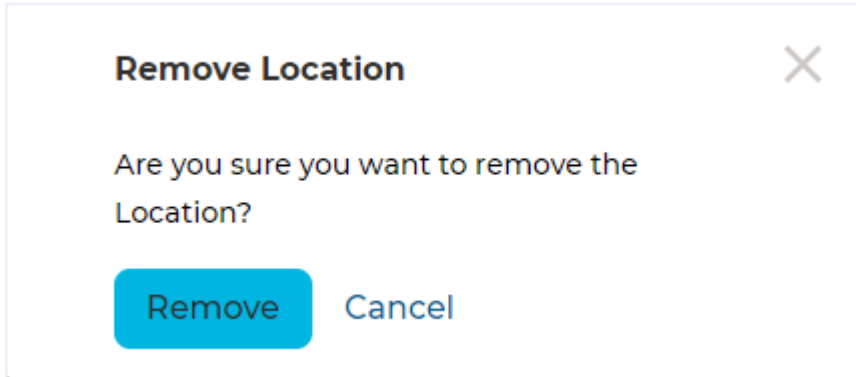 Remove Location
Are you sure you want to remove the
Location?
Remove
Cancel